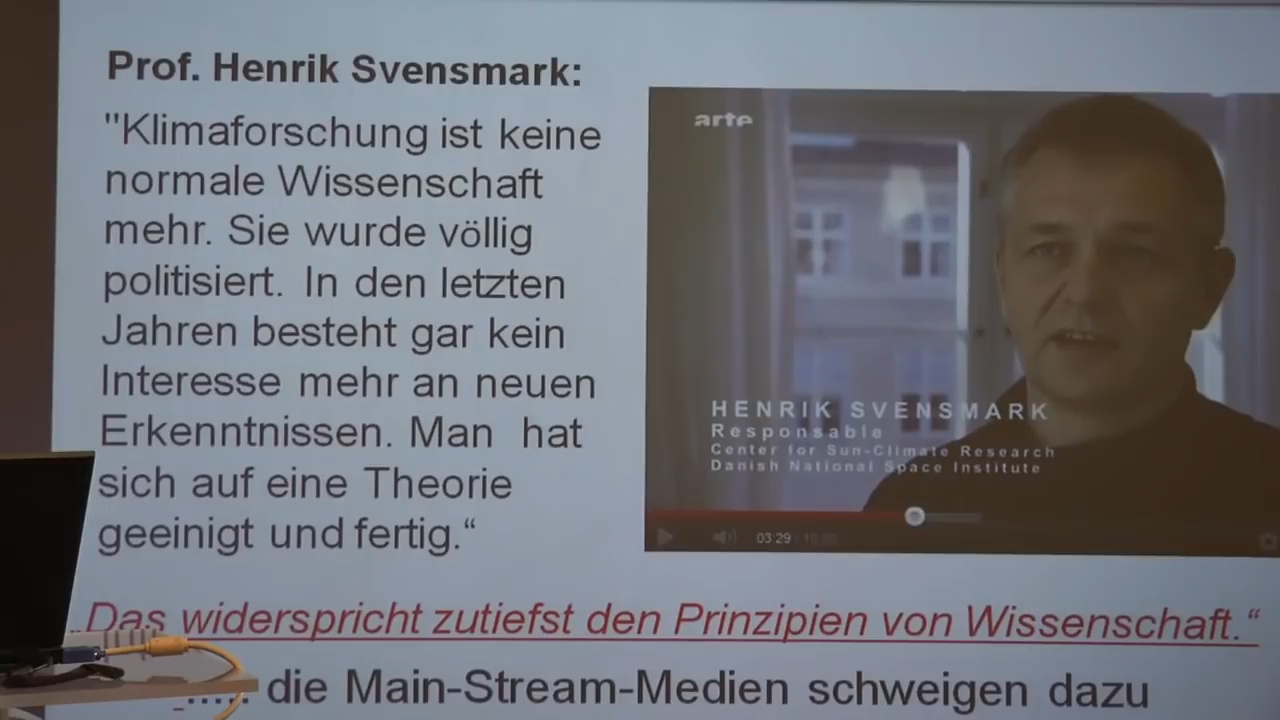 Prof. Henrik Svensmark:
"Klimaforschung ist keine
normale Wissenschaft
mehr. Sie wurde völlig
politisiert. In den letzten
Jahren besteht gar kein
Interesse mehr an neuen
Erkenntnissen. Man hat
sich auf eine Theorie
geeinigt und fertig.“
arte
HENRIK SVENSMARK
Responsable
Center for Sun-Climate Research
Danish National Space Institute
03:29
„Das widerspricht zutiefst den Prinzipien von Wissenschaft.“
.... die Main-Stream-Medien schweigen dazu